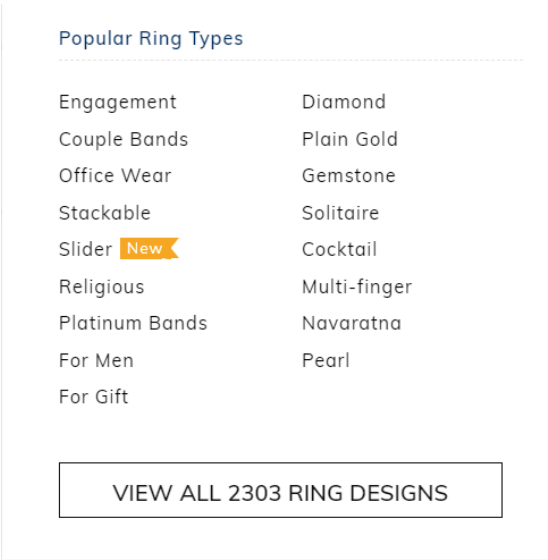 Popular Ring Types
Engagement
Couple Bands
Office Wear
Stackable
Slider New
Religious
Platinum Bands
For Men
For Gift
Diamond
Plain Gold
Gemstone
Solitaire
Cocktail
Multi-finger
Navaratna
Pearl
VIEW ALL 2303 RING DESIGNS